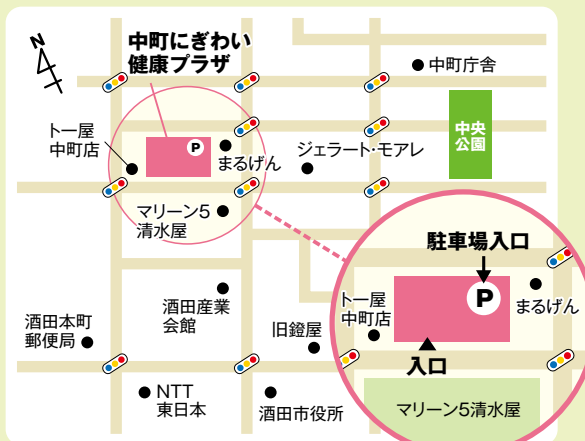 N
中町にぎわい
健康プラザ
中町庁舎
中央
公園
ト一屋
中町店
P
まるげん
ジェラート・モアレ
マリーン5
清水屋
駐車場入口
P
ト一屋
中町店
まるげん
入口
マリーン5清水屋
酒田産業
会館
旧鐙屋
酒田本町
郵便局
NTT
東日本
酒田市役所